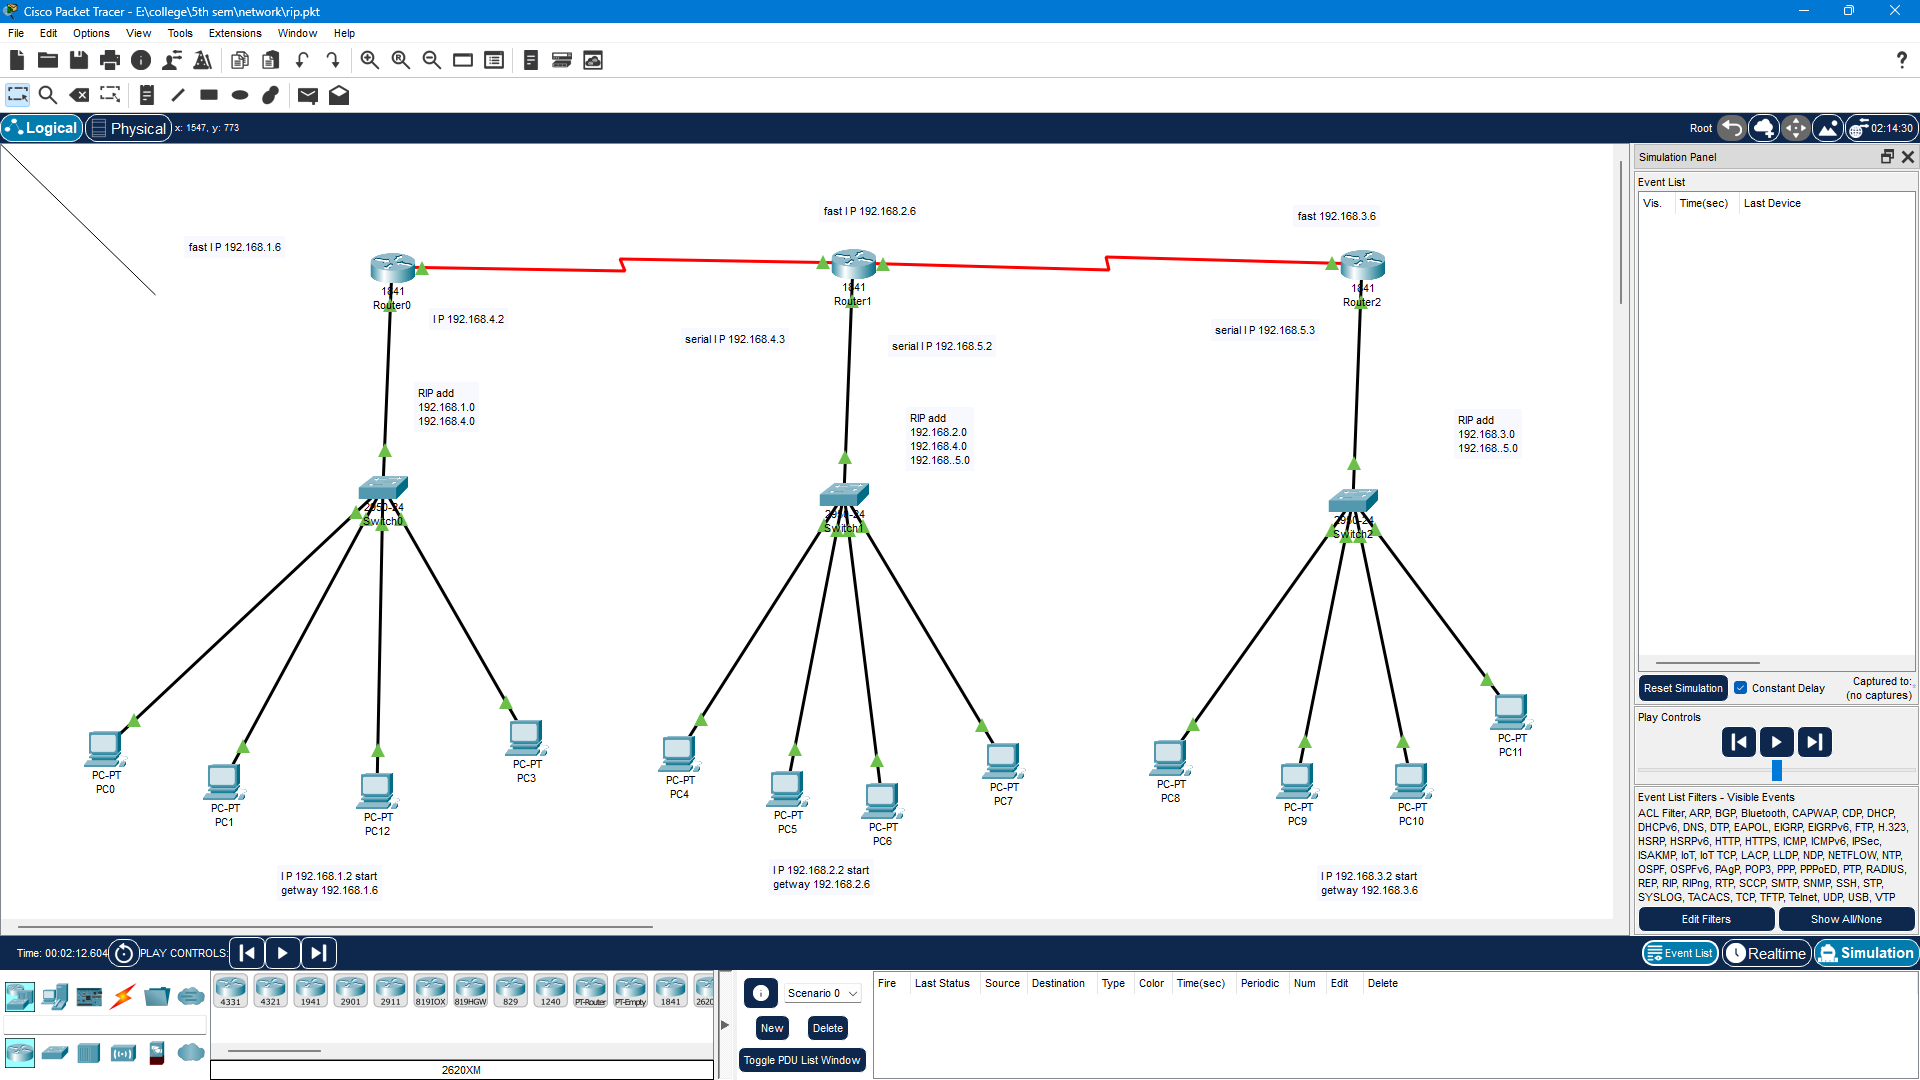 Cisco Packet Tracer - E:\college\5th sem\network\rip.pkt
File Edit Options View Tools Extensions Window Help
Logical Physical x: 1547, y: 773 Root 02:14:30
fast I P 192.168.1.6
fast I P 192.168.2.6
fast 192.168.3.6
1841
Router0
1841
Router1
1841
Router2
I P 192.168.4.2
serial I P 192.168.4.3
serial I P 192.168.5.2
serial I P 192.168.5.3
RIP add
192.168.1.0
192.168.4.0
RIP add
192.168.2.0
192.168.4.0
192.168..5.0
RIP add
192.168.3.0
192.168..5.0
2950-24
Switch0
2950-24
Switch1
2950-24
Switch2
PC-PT
PC0
PC-PT
PC1
PC-PT
PC12
PC-PT
PC3
PC-PT
PC4
PC-PT
PC5
PC-PT
PC6
PC-PT
PC7
PC-PT
PC8
PC-PT
PC9
PC-PT
PC10
PC-PT
PC11
I P 192.168.1.2 start
getway 192.168.1.6
I P 192.168.2.2 start
getway 192.168.2.6
I P 192.168.3.2 start
getway 192.168.3.6
Simulation Panel
Event List
Vis. Time(sec) Last Device
Reset Simulation Constant Delay Captured to:
(no captures)
Play Controls
Event List Filters - Visible Events
ACL Filter, ARP, BGP, Bluetooth, CAPWAP, CDP, DHCP,
DHCPv6, DNS, DTP, EAPOL, EIGRP, EIGRPv6, FTP, H.323,
HSRP, HSRPv6, HTTP, HTTPS, ICMP, ICMPv6, IPSec,
ISAKMP, IoT, IoT TCP, LACP, LLDP, NDP, NETFLOW, NTP,
OSPF, OSPFv6, PAgP, POP3, PPP, PPPoED, PTP, RADIUS,
REP, RIP, RIPng, RTP, SCCP, SMTP, SNMP, SSH, STP,
SYSLOG, TACACS, TCP, TFTP, Telnet, UDP, USB, VTP
Edit Filters Show All/None
Time: 00:02:12.604 PLAY CONTROLS: Event List Realtime Simulation
4331 4321 1941 2901 2911 819IOX 819HGW 829 1240 PT-Router PT-Empty 1841 2620
2620XM
Scenario 0
New Delete
Toggle PDU List Window
Fire Last Status Source Destination Type Color Time(sec) Periodic Num Edit Delete